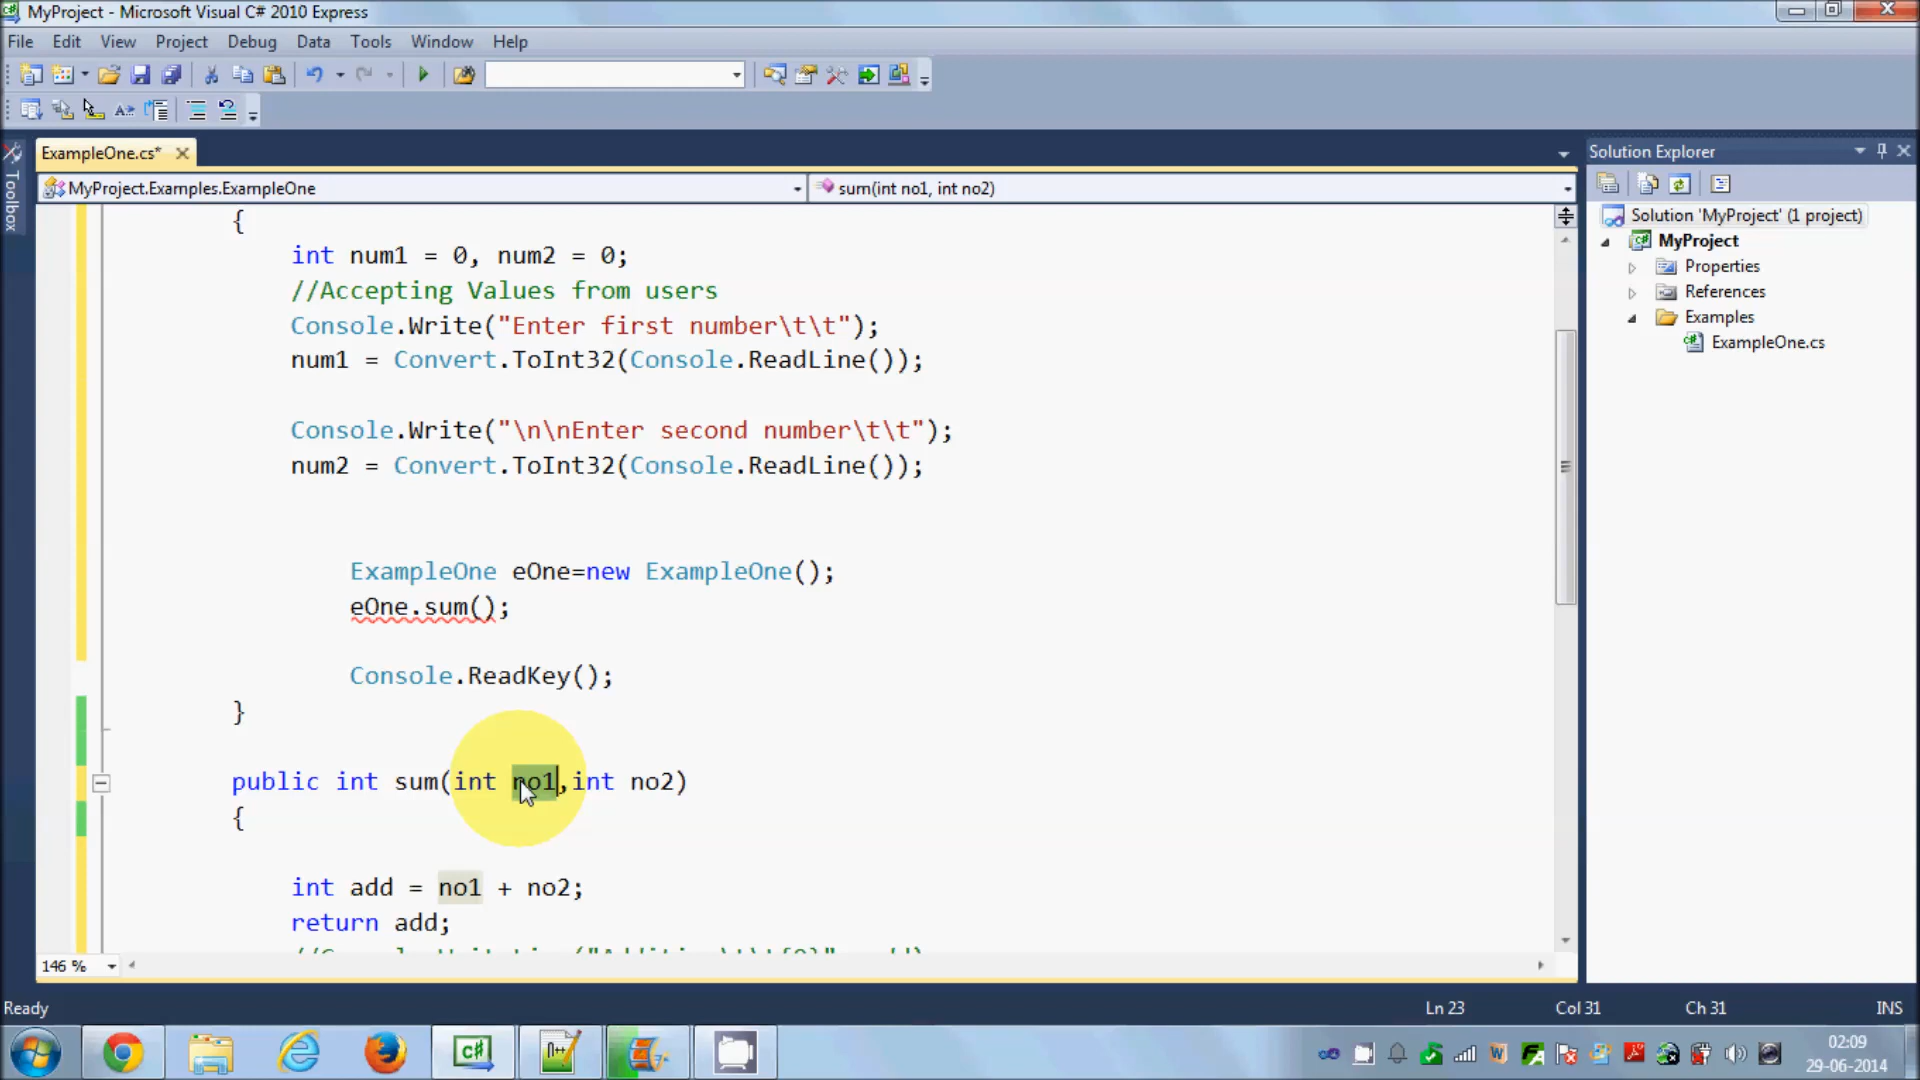 MyProject - Microsoft Visual C# 2010 Express
File Edit View Project Debug Data Tools Window Help
ExampleOne.cs*
Solution Explorer
Toolbox
MyProject.Examples.ExampleOne
sum(int no1, int no2)
Solution 'MyProject' (1 project)
MyProject
Properties
References
Examples
ExampleOne.cs
{
int num1 = 0, num2 = 0;
//Accepting Values from users
Console.Write("Enter first number\t\t");
num1 = Convert.ToInt32(Console.ReadLine());
Console.Write("\n\nEnter second number\t\t");
num2 = Convert.ToInt32(Console.ReadLine());
ExampleOne eOne=new ExampleOne();
eOne.sum();
Console.ReadKey();
}
public int sum(int no1,int no2)
{
int add = no1 + no2;
return add;
146 %
Ready
Ln 23
Col 31
Ch 31
INS
02:09
29-06-2014